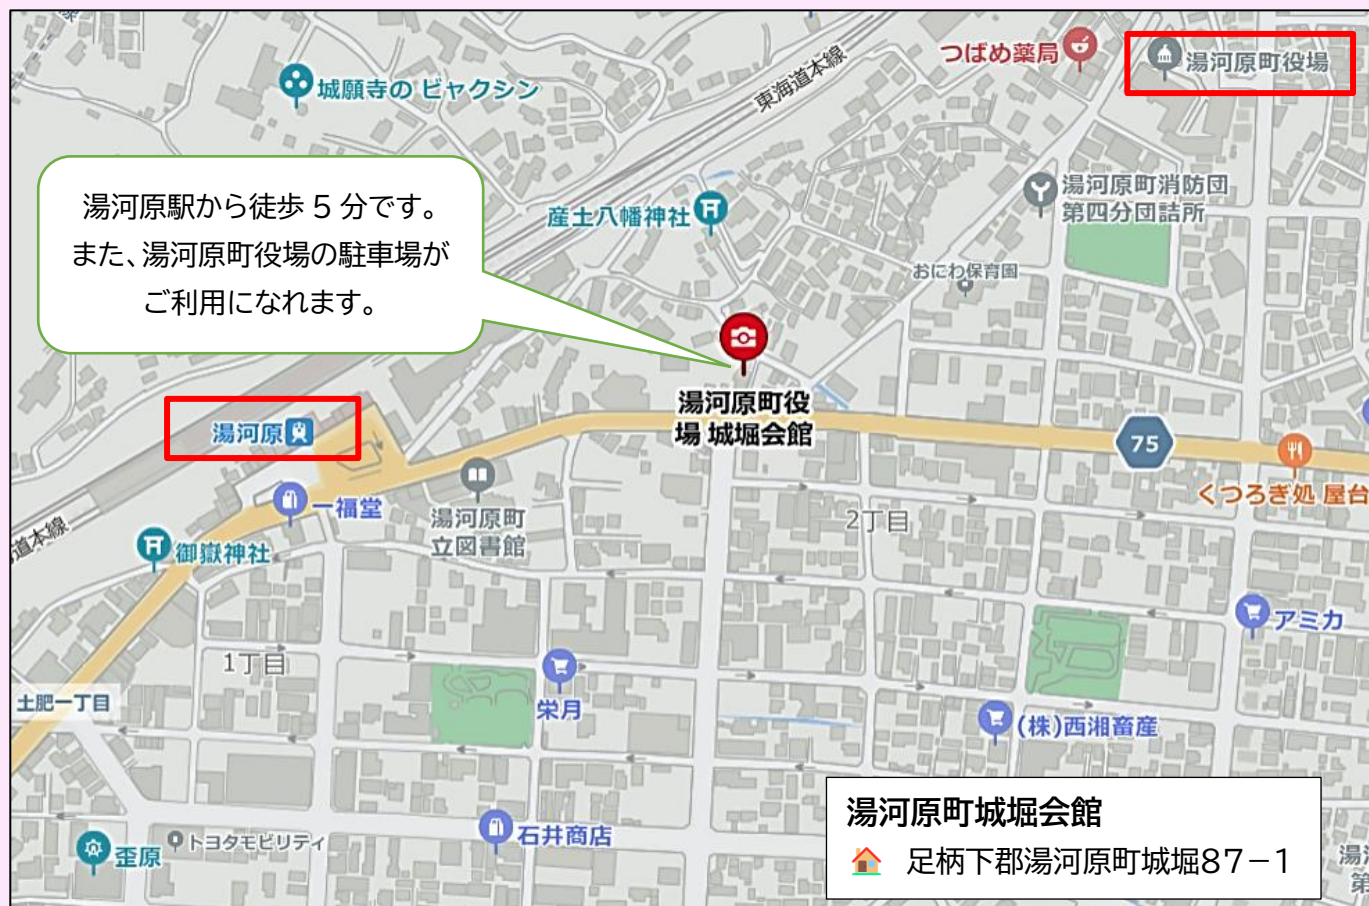 つばめ薬局
湯河原町役場
城願寺の ビャクシン
東海道本線
湯河原駅から徒歩 5 分です。
また、湯河原町役場の駐車場が
ご利用になれます。
産土八幡神社
湯河原町消防団
第四分団詰所
おにわ保育園
湯河原町役
場 城堀会館
湯河原
75
くつろぎ処 屋台
一福堂
湯河原町
立図書館
2丁目
道本線
御嶽神社
アミカ
1丁目
土肥一丁目
栄月
(株)西湘畜産
石井商店
トヨタモビリティ
歪原
湯河原町城堀会館
足柄下郡湯河原町城堀87－1
湯
第